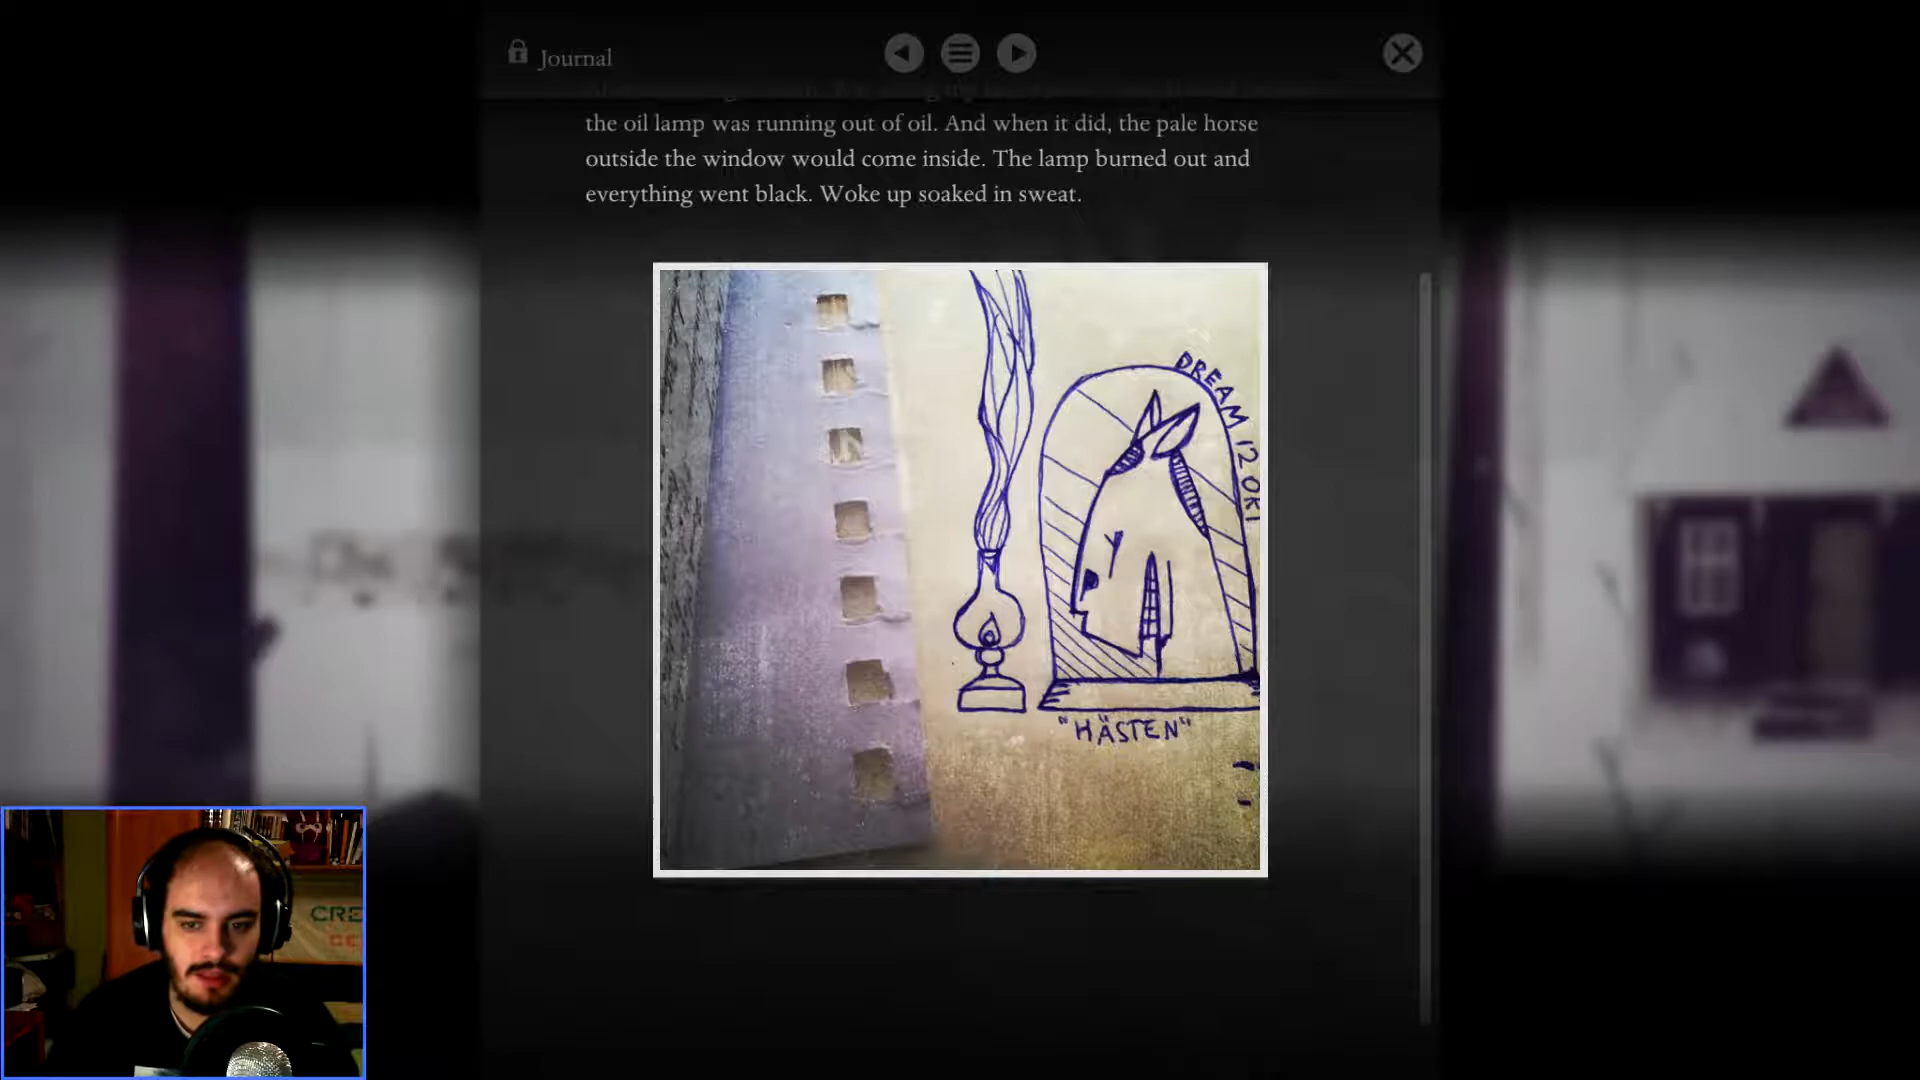 Journal
the oil lamp was running out of oil. And when it did, the pale horse
outside the window would come inside. The lamp burned out and
everything went black. Woke up soaked in sweat.
DREAM 12 OKT
"HÄSTEN"
CRE